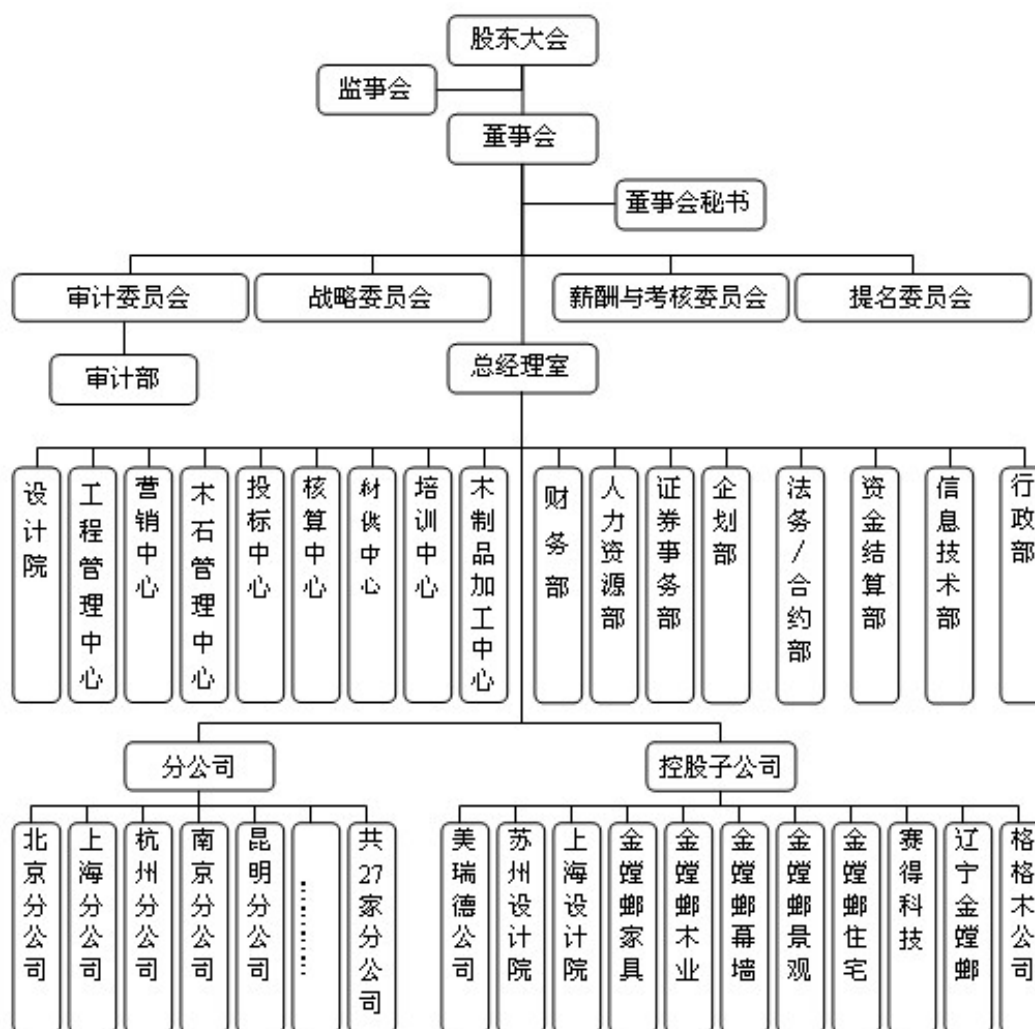 股东大会
监事会
董事会
董事会秘书
审计委员会
战略委员会
薪酬与考核委员会
提名委员会
审计部
总经理室
设计院
工程管理中心
营销中心
木石管理中心
投标中心
核算中心
材供中心
培训中心
木制品加工中心
财务部
人力资源部
证券事务部
企划部
法务/合约部
资金结算部
信息技术部
行政部
分公司
控股子公司
北京分公司
上海分公司
杭州分公司
南京分公司
昆明分公司
…………
共27家分公司
美瑞德公司
苏州设计院
上海设计院
金螳螂家具
金螳螂木业
金螳螂幕墙
金螳螂景观
金螳螂住宅
赛得科技
辽宁金螳螂
格格木公司